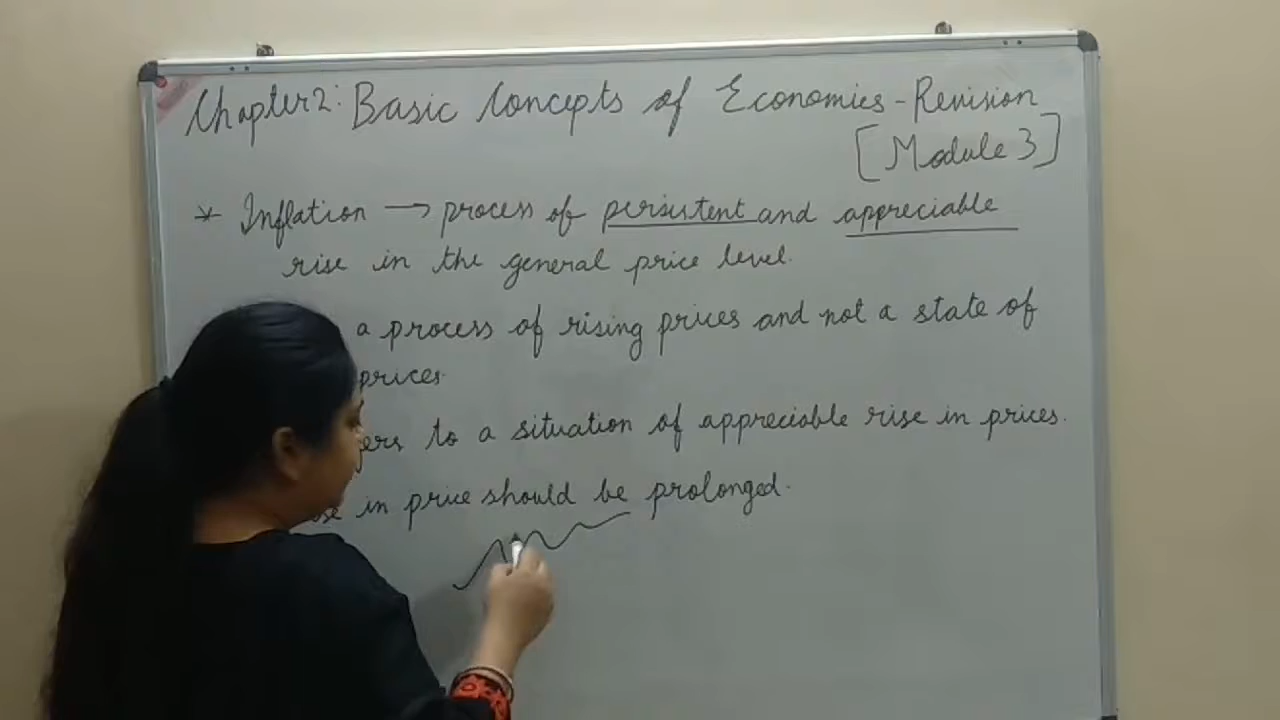 Chapter 2: Basic Concepts of Economics - Revision
[Module 3]
* Inflation → process of persistent and appreciable
rise in the general price level.
a process of rising prices and not a state of
prices.
to a situation of appreciable rise in prices.
in price should be prolonged.